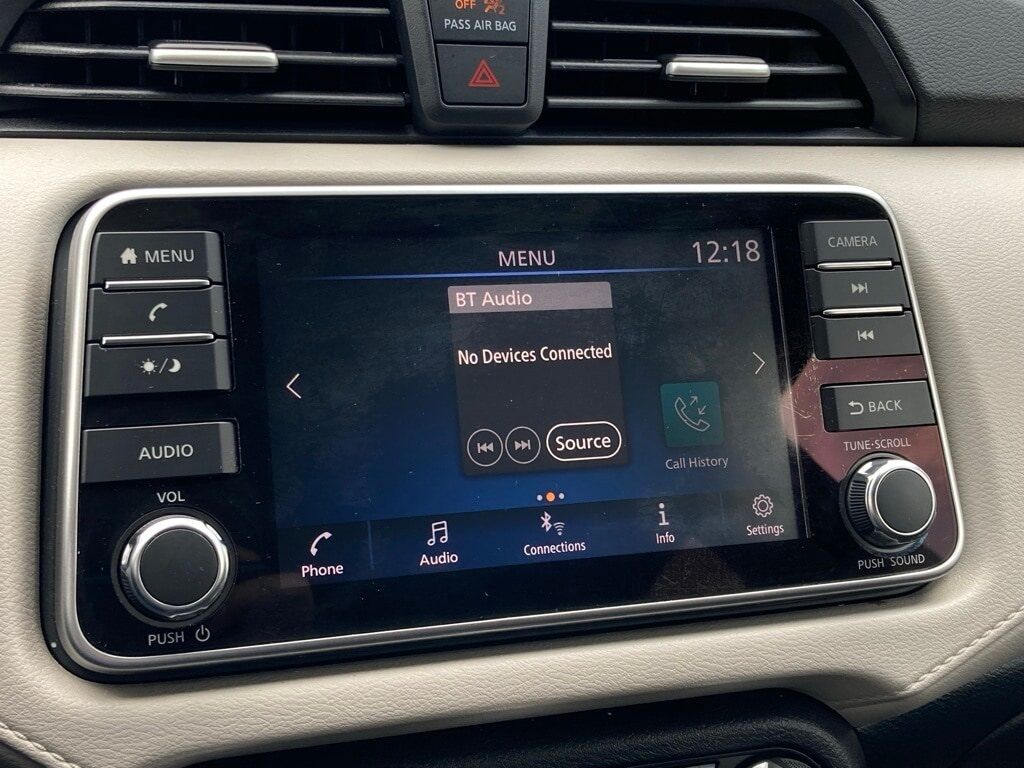 OFF 2
PASS AIR BAG
MENU
CAMERA
MENU
12:18
BT Audio
No Devices Connected
BACK
AUDIO
Source
TUNE·SCROLL
Call History
VOL
Phone
Audio
Connections
Info
Settings
PUSH SOUND
PUSH